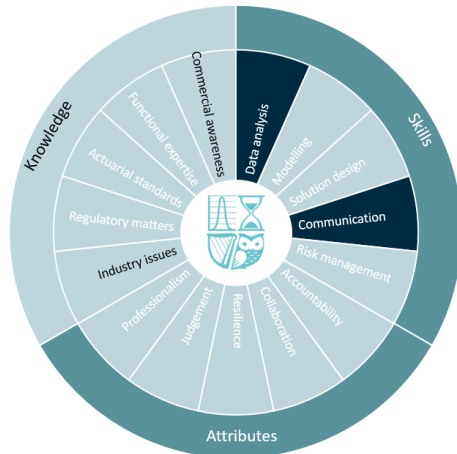 Knowledge
Skills
Attributes
Commercial awareness
Data analysis
Modelling
Solution design
Communication
Risk management
Accountability
Collaboration
Resilience
Judgement
Professionalism
Industry issues
Regulatory matters
Actuarial standards
Functional expertise